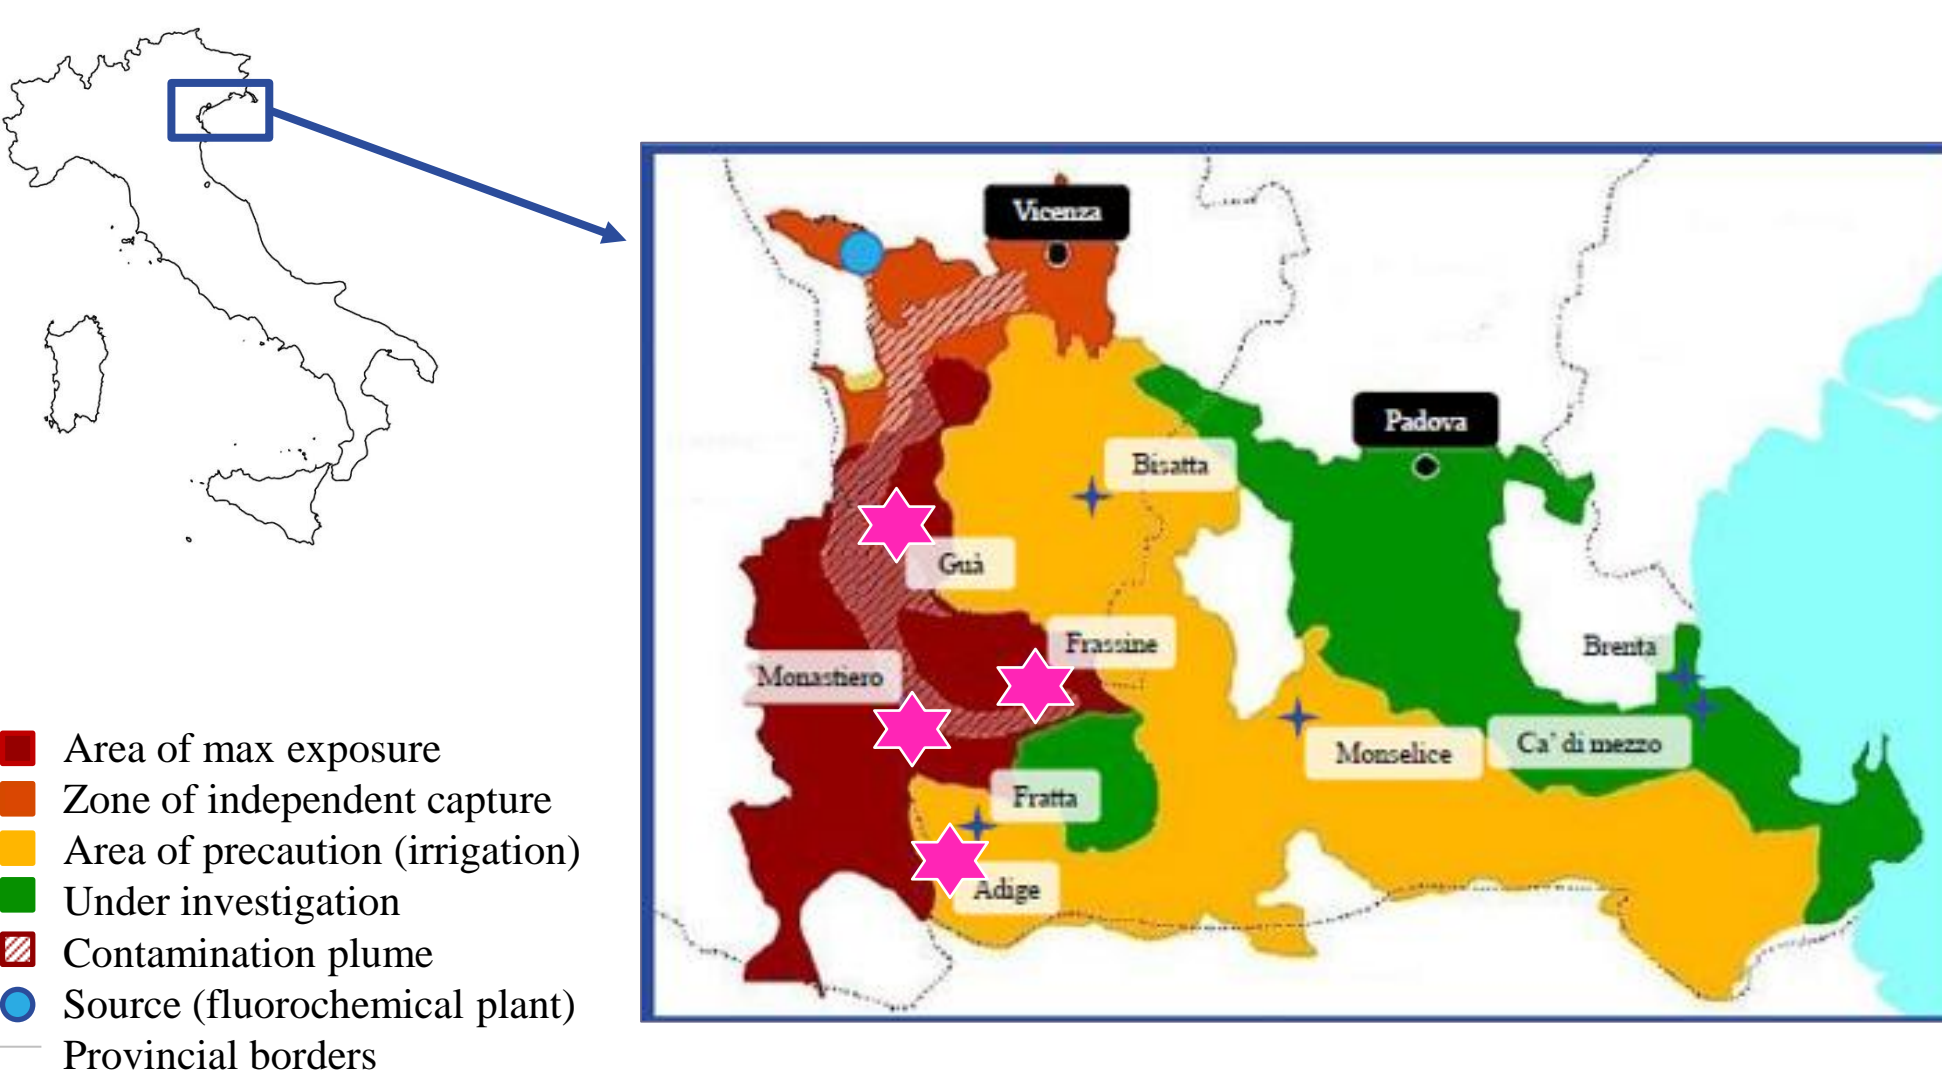 Vicenza
Padova
Bisatta
Guà
Frassine
Brenta
Monastiero
Ca' di mezzo
Monselice
Fratta
Adige
Area of max exposure
Zone of independent capture
Area of precaution (irrigation)
Under investigation
Contamination plume
Source (fluorochemical plant)
Provincial borders